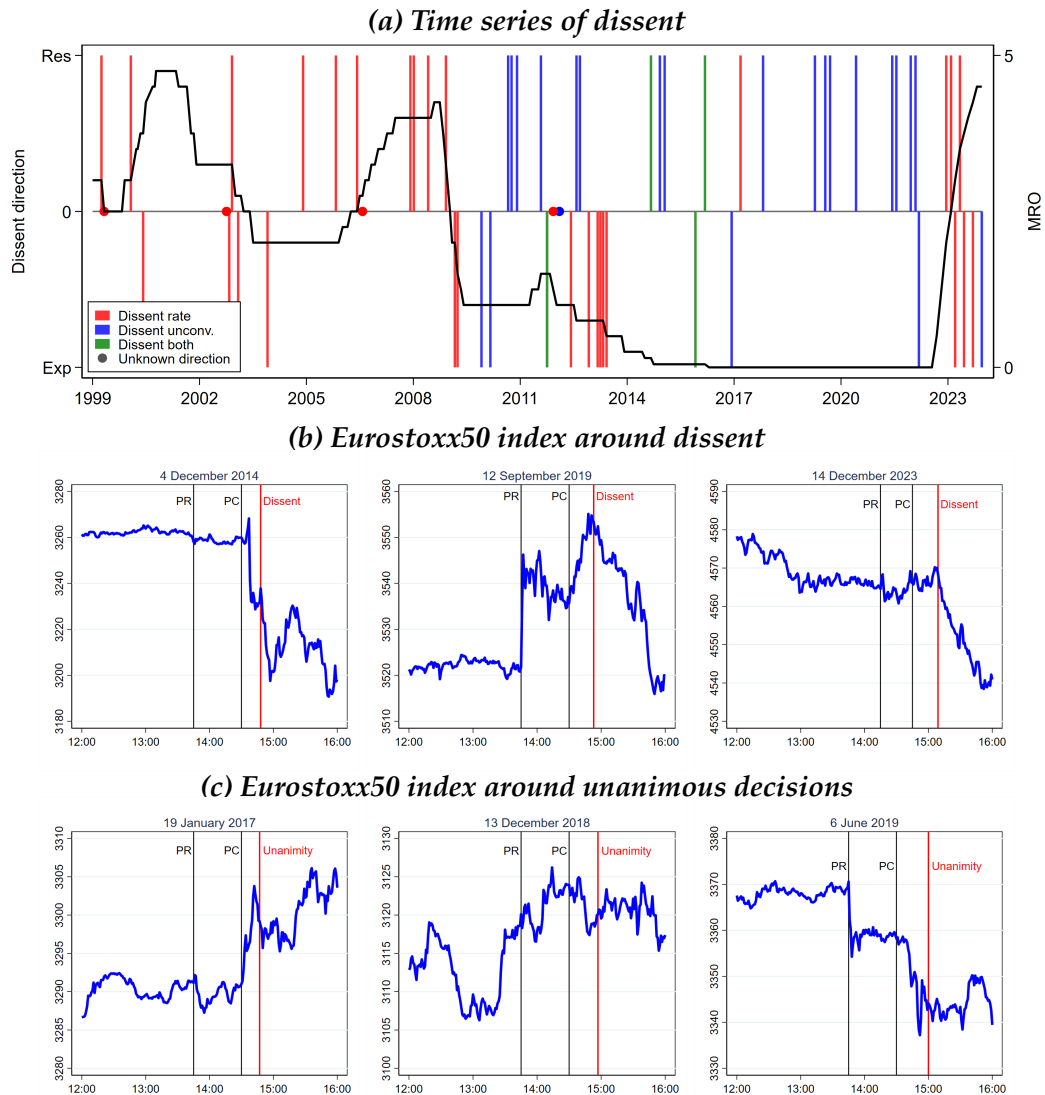 (a) Time series of dissent
Res
0
Exp
Dissent direction
5
0
MRO
Dissent rate
Dissent unconv.
Dissent both
Unknown direction
1999 2002 2005 2008 2011 2014 2017 2020 2023
(b) Eurostoxx50 index around dissent
4 December 2014
3280
3260
3240
3220
3200
3180
PR PC Dissent
12:00 13:00 14:00 15:00 16:00
12 September 2019
3560
3550
3540
3530
3520
3510
PR PC Dissent
12:00 13:00 14:00 15:00 16:00
14 December 2023
4590
4580
4570
4560
4550
4540
4530
PR PC Dissent
12:00 13:00 14:00 15:00 16:00
(c) Eurostoxx50 index around unanimous decisions
19 January 2017
3310
3305
3300
3295
3290
3285
3280
PR PC Unanimity
12:00 13:00 14:00 15:00 16:00
13 December 2018
3130
3125
3120
3115
3110
3105
3100
PR PC Unanimity
12:00 13:00 14:00 15:00 16:00
6 June 2019
3380
3370
3360
3350
3340
3330
PR PC Unanimity
12:00 13:00 14:00 15:00 16:00